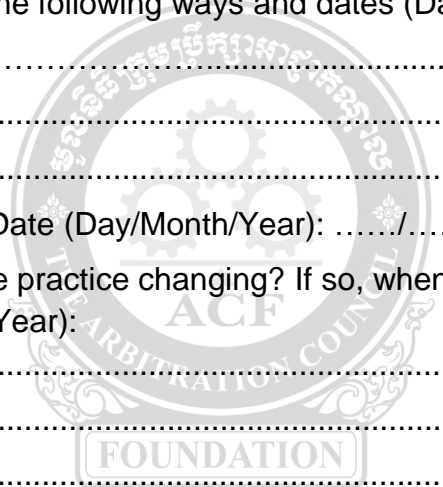 he following ways and dates (Da
……………………..............................
..................................................
..................................................
Date (Day/Month/Year): ……/….
e practice changing? If so, when
Year):
..................................................
..................................................
..................................................
THE ARBITRATION COUNCIL
ACF
FOUNDATION